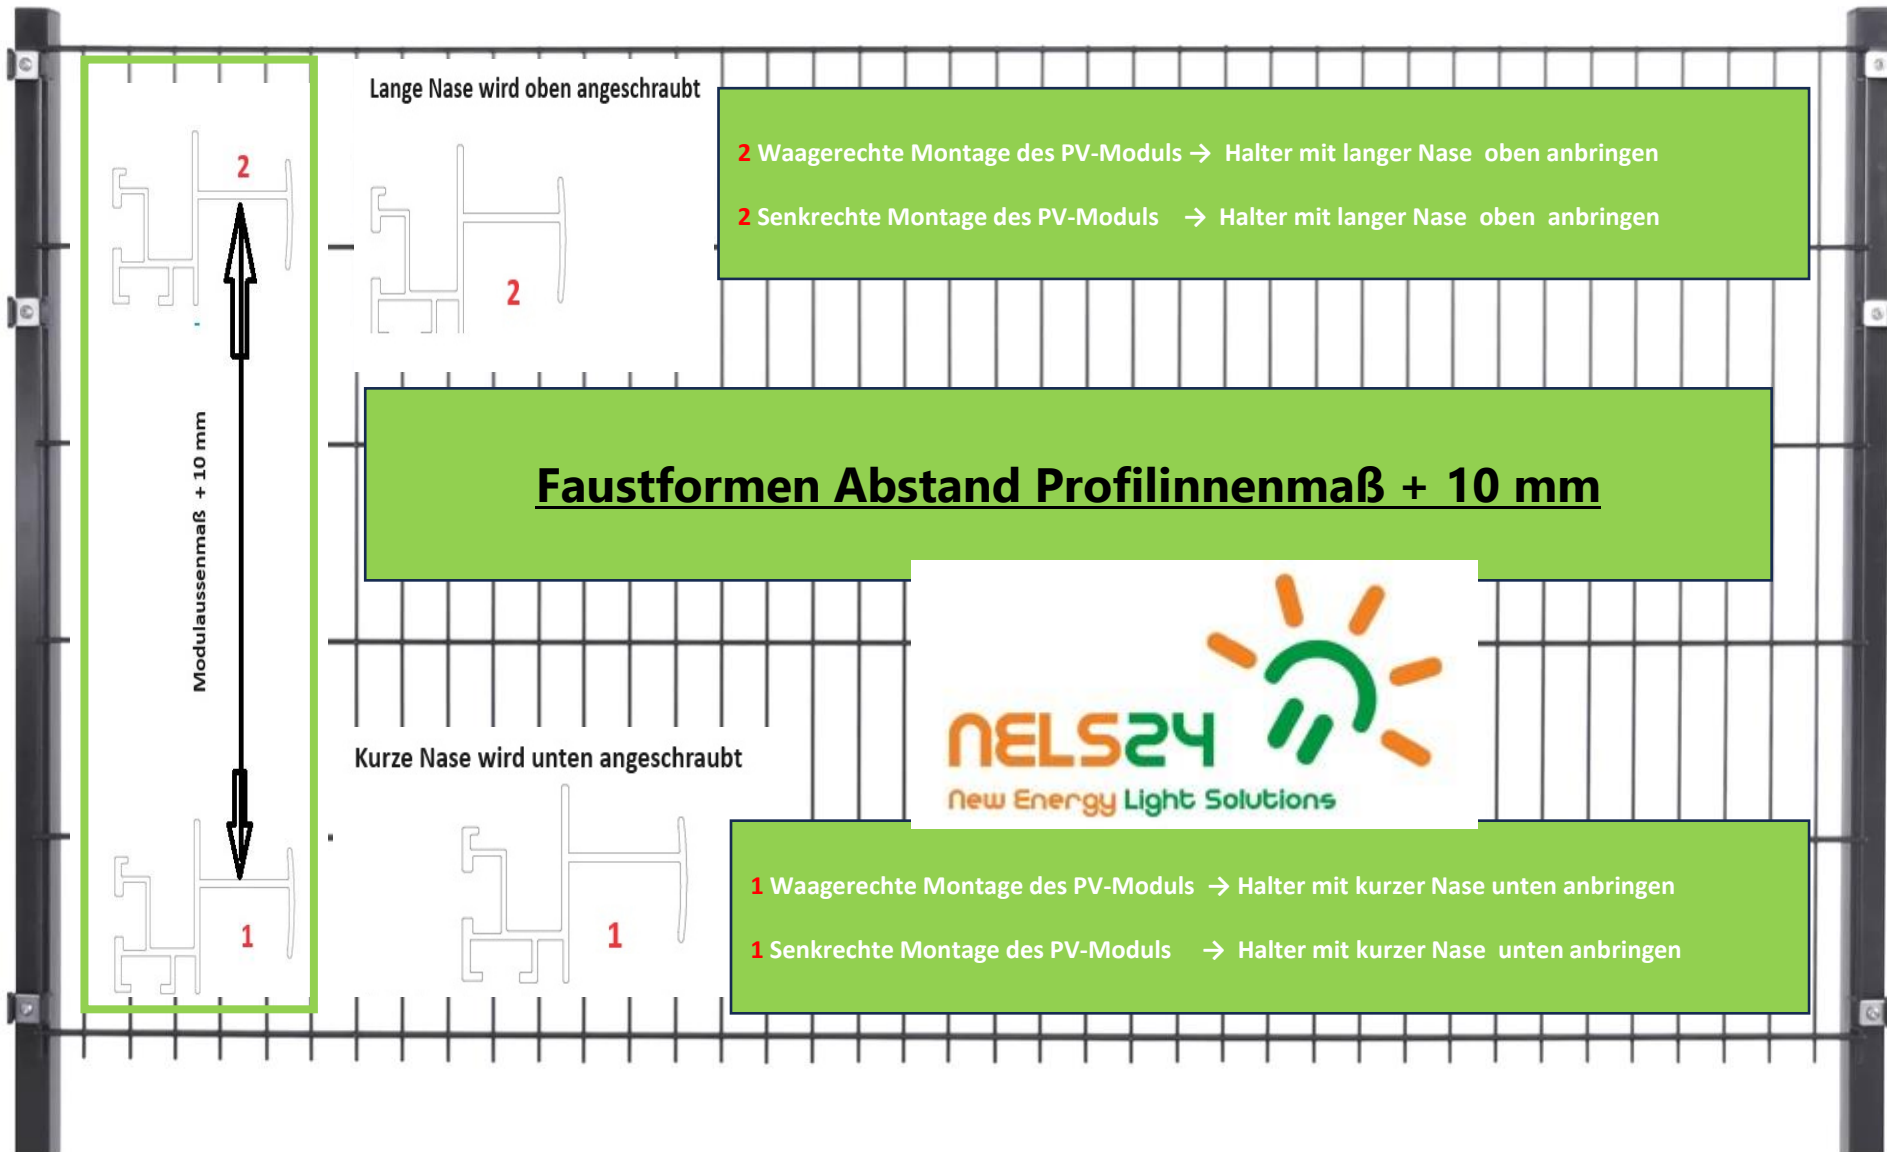 Lange Nase wird oben angeschraubt
2
2
2 Waagerechte Montage des PV-Moduls → Halter mit langer Nase oben anbringen
2 Senkrechte Montage des PV-Moduls → Halter mit langer Nase oben anbringen
Modulaussenmaß + 10 mm
Faustformen Abstand Profilinnenmaß + 10 mm
NELS24
New Energy Light Solutions
Kurze Nase wird unten angeschraubt
1
1
1 Waagerechte Montage des PV-Moduls → Halter mit kurzer Nase unten anbringen
1 Senkrechte Montage des PV-Moduls → Halter mit kurzer Nase unten anbringen